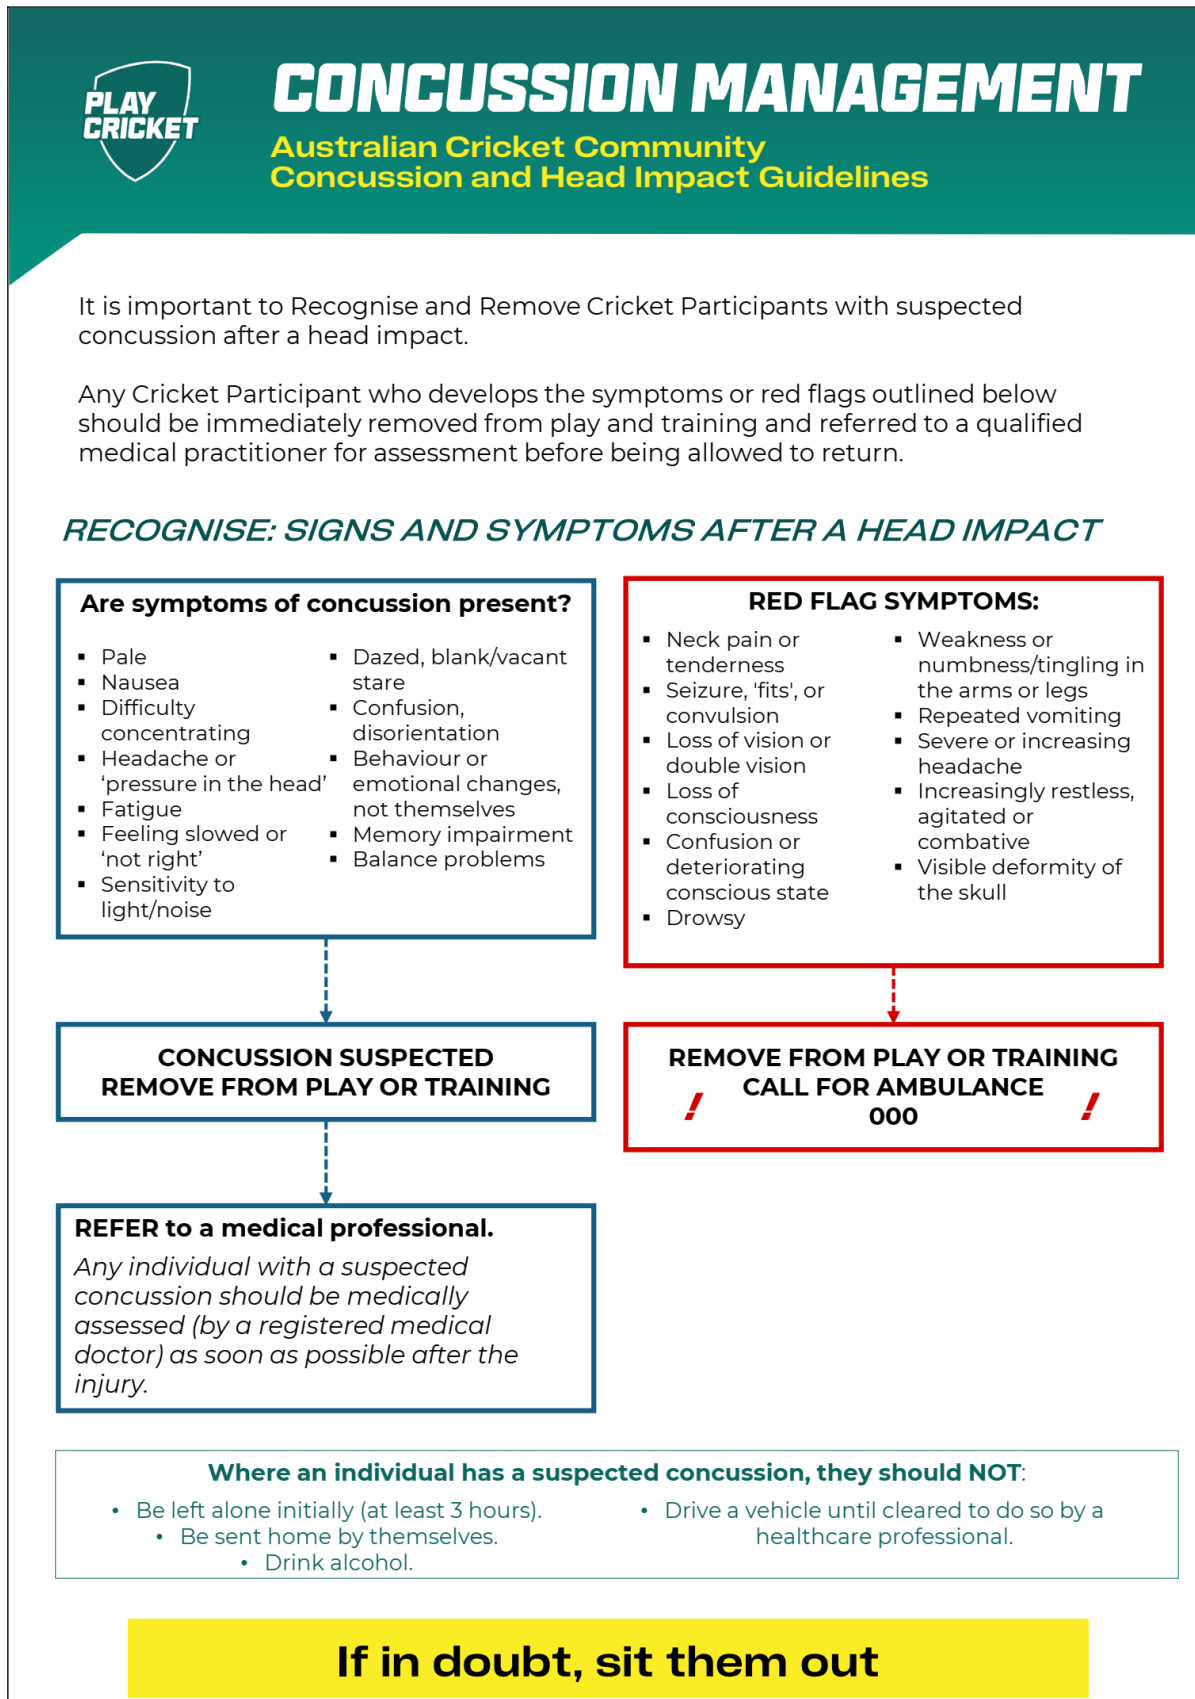 PLAY
CRICKET
CONCUSSION MANAGEMENT
Australian Cricket Community
Concussion and Head Impact Guidelines
It is important to Recognise and Remove Cricket Participants with suspected
concussion after a head impact.
Any Cricket Participant who develops the symptoms or red flags outlined below
should be immediately removed from play and training and referred to a qualified
medical practitioner for assessment before being allowed to return.
RECOGNISE: SIGNS AND SYMPTOMS AFTER A HEAD IMPACT
Are symptoms of concussion present?
▪ Pale
▪ Nausea
▪ Difficulty
concentrating
▪ Headache or
‘pressure in the head’
▪ Fatigue
▪ Feeling slowed or
‘not right’
▪ Sensitivity to
light/noise
▪ Dazed, blank/vacant
stare
▪ Confusion,
disorientation
▪ Behaviour or
emotional changes,
not themselves
▪ Memory impairment
▪ Balance problems
RED FLAG SYMPTOMS:
▪ Neck pain or
tenderness
▪ Seizure, 'fits', or
convulsion
▪ Loss of vision or
double vision
▪ Loss of
consciousness
▪ Confusion or
deteriorating
conscious state
▪ Drowsy
▪ Weakness or
numbness/tingling in
the arms or legs
▪ Repeated vomiting
▪ Severe or increasing
headache
▪ Increasingly restless,
agitated or
combative
▪ Visible deformity of
the skull
CONCUSSION SUSPECTED
REMOVE FROM PLAY OR TRAINING
REMOVE FROM PLAY OR TRAINING
CALL FOR AMBULANCE
! 000 !
REFER to a medical professional.
Any individual with a suspected
concussion should be medically
assessed (by a registered medical
doctor) as soon as possible after the
injury.
Where an individual has a suspected concussion, they should NOT:
• Be left alone initially (at least 3 hours).
• Be sent home by themselves.
• Drink alcohol.
• Drive a vehicle until cleared to do so by a
healthcare professional.
If in doubt, sit them out